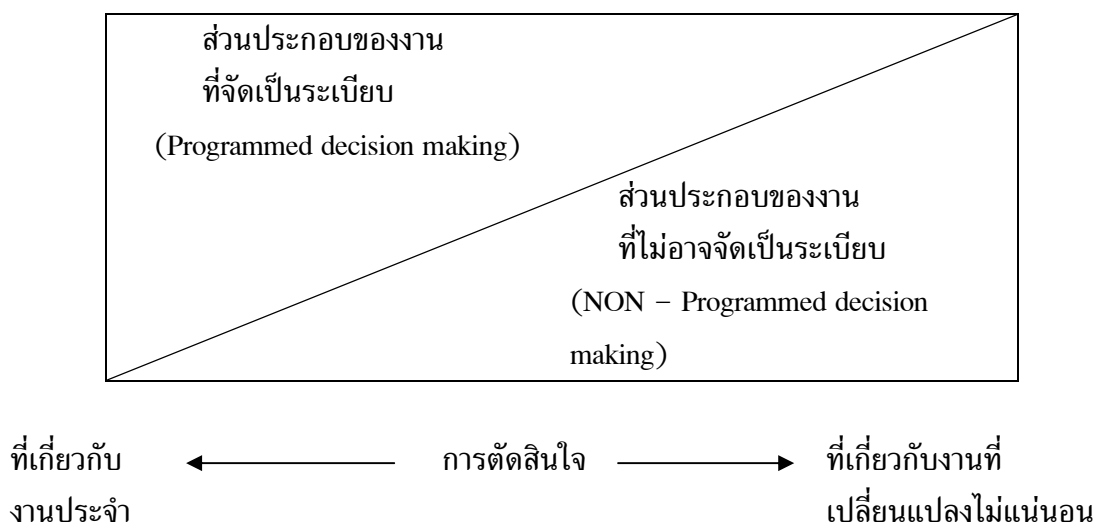 ส่วนประกอบของงาน
ที่จัดเป็นระเบียบ
(Programmed decision making)
ส่วนประกอบของงาน
ที่ไม่อาจจัดเป็นระเบียบ
(NON – Programmed decision
making)
ที่เกี่ยวกับ
งานประจำ
การตัดสินใจ
ที่เกี่ยวกับงานที่
เปลี่ยนแปลงไม่แน่นอน